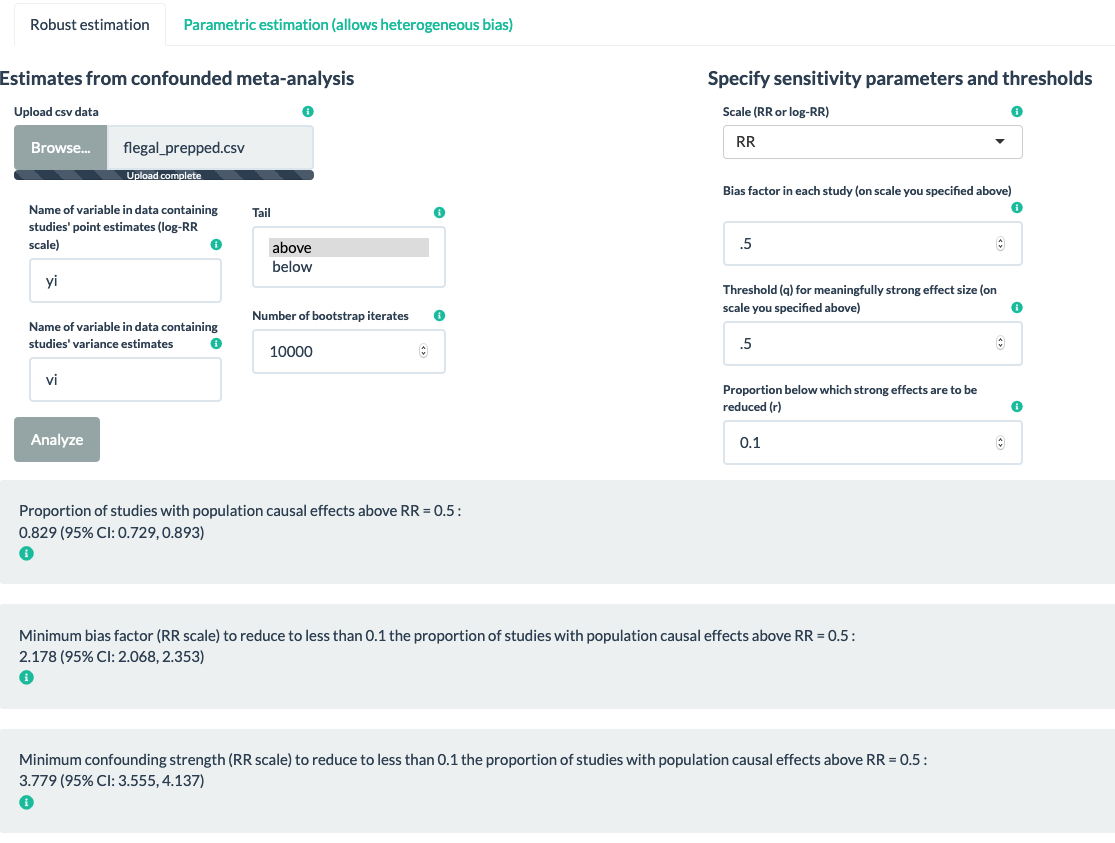 Robust estimation
Parametric estimation (allows heterogeneous bias)
Estimates from confounded meta-analysis
Upload csv data
Browse...
flegal_prepped.csv
Upload complete
Name of variable in data containing
studies' point estimates (log-RR
scale)
yi
Name of variable in data containing
studies' variance estimates
vi
Tail
above
below
Number of bootstrap iterates
10000
Analyze
Specify sensitivity parameters and thresholds
Scale (RR or log-RR)
RR
Bias factor in each study (on scale you specified above)
.5
Threshold (q) for meaningfully strong effect size (on
scale you specified above)
.5
Proportion below which strong effects are to be
reduced (r)
0.1
Proportion of studies with population causal effects above RR = 0.5 :
0.829 (95% CI: 0.729, 0.893)
Minimum bias factor (RR scale) to reduce to less than 0.1 the proportion of studies with population causal effects above RR = 0.5 :
2.178 (95% CI: 2.068, 2.353)
Minimum confounding strength (RR scale) to reduce to less than 0.1 the proportion of studies with population causal effects above RR = 0.5 :
3.779 (95% CI: 3.555, 4.137)